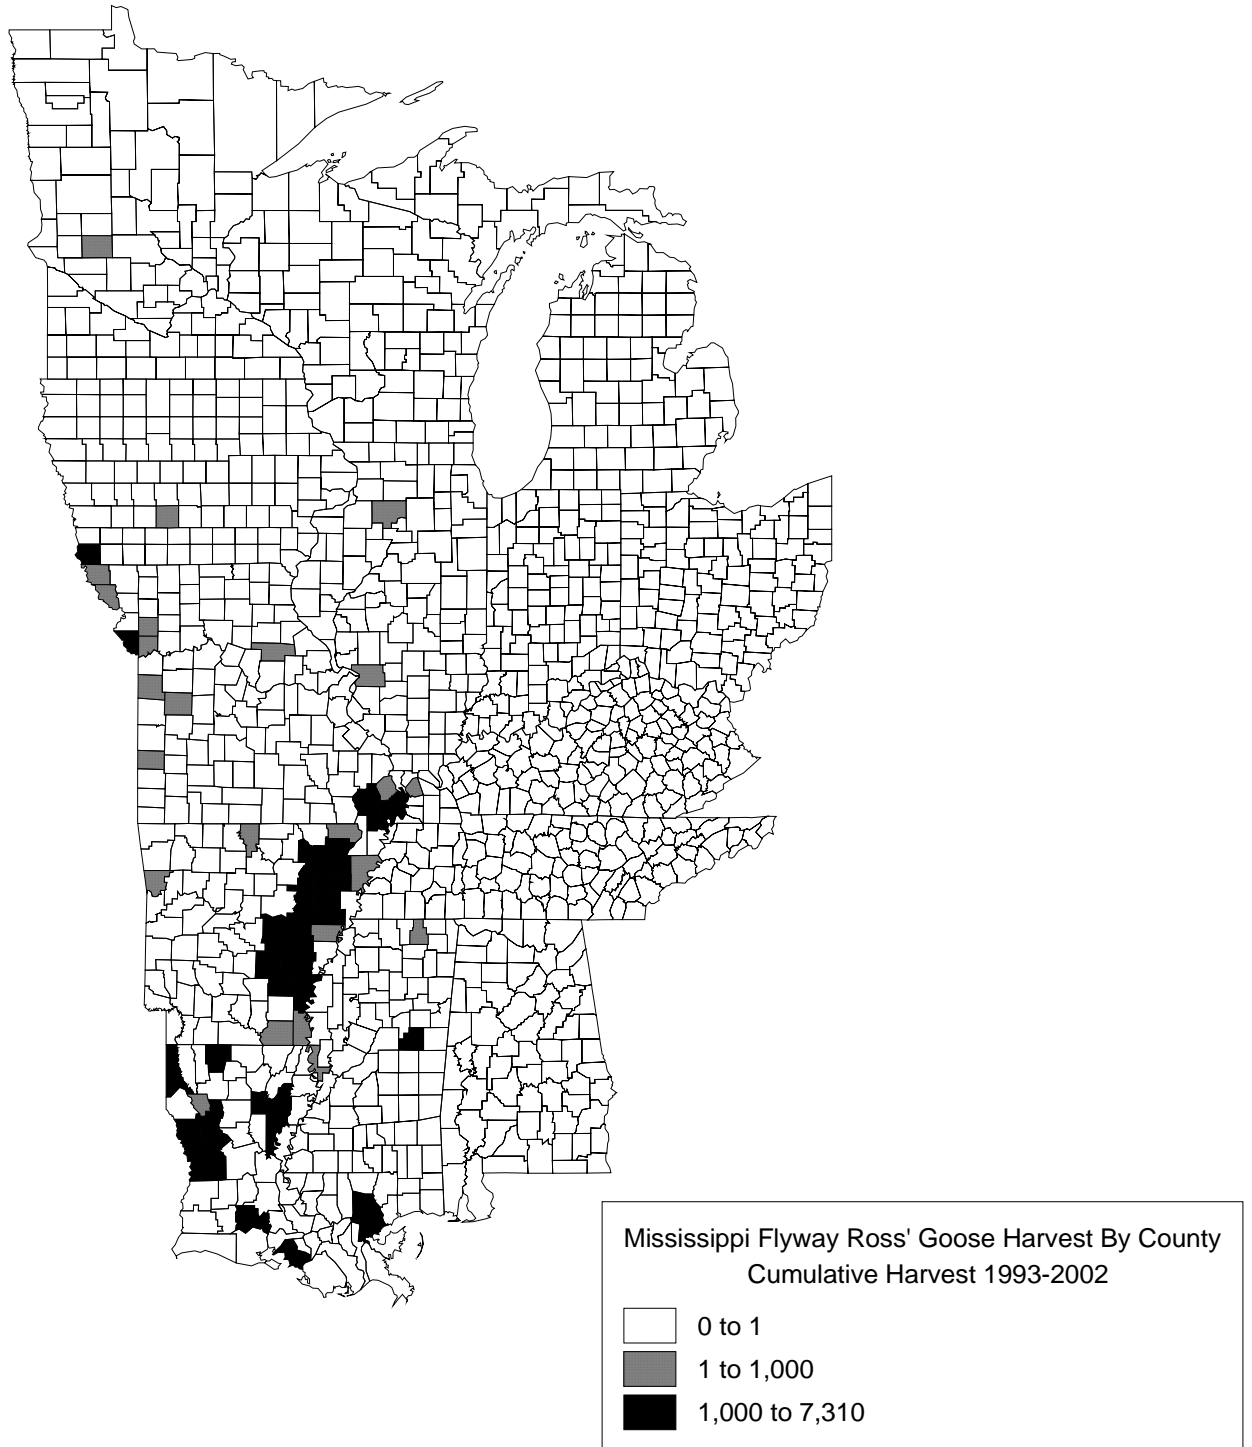 Mississippi Flyway Ross' Goose Harvest By County
Cumulative Harvest 1993-2002
0 to 1
1 to 1,000
1,000 to 7,310